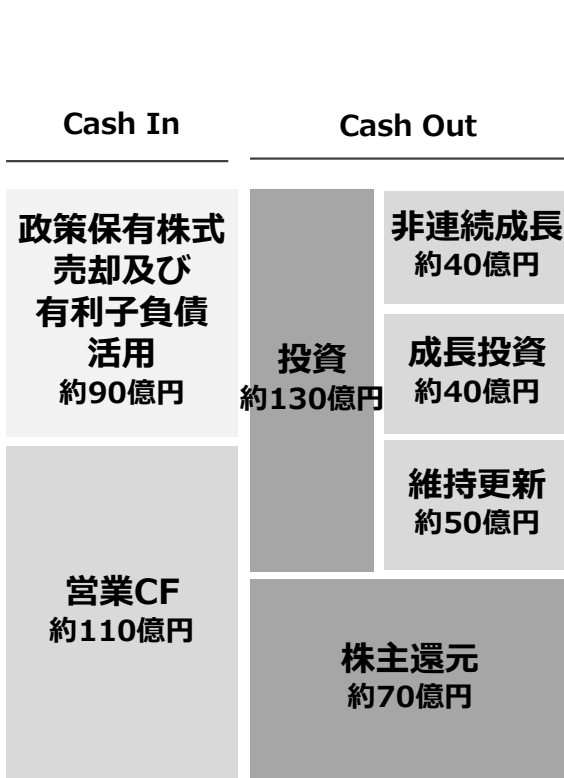 Cash In
Cash Out
政策保有株式
売却及び
有利子負債
活用
約90億円
営業CF
約110億円
投資
約130億円
非連続成長
約40億円
成長投資
約40億円
維持更新
約50億円
株主還元
約70億円